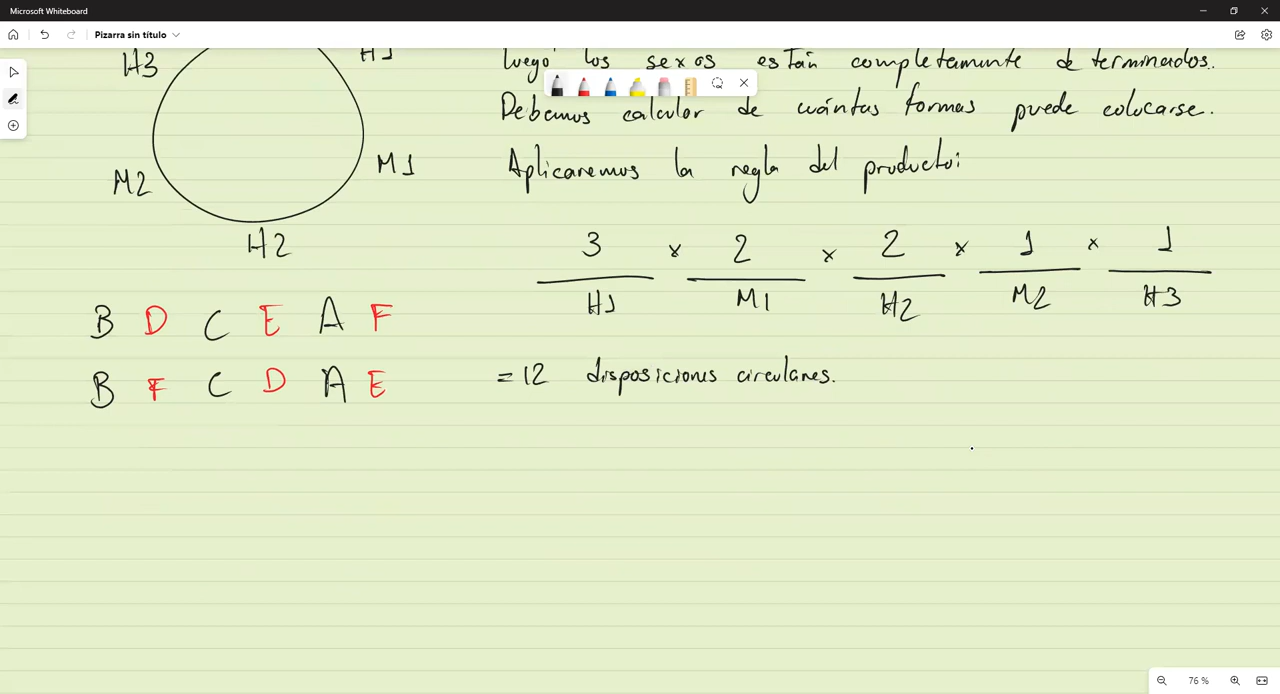 Microsoft Whiteboard
Pizarra sin título
H3
H1
luego los sexos están completamente determinados.
Debemos calcular de cuántas formas puede colocarse.
M2
M1
Aplicaremos la regla del producto:
H2
3 x 2 x 2 x 1 x 1
H1 M1 H2 M2 H3
B D C E A F
B F C D A E
=12 disposiciones circulares.
76 %